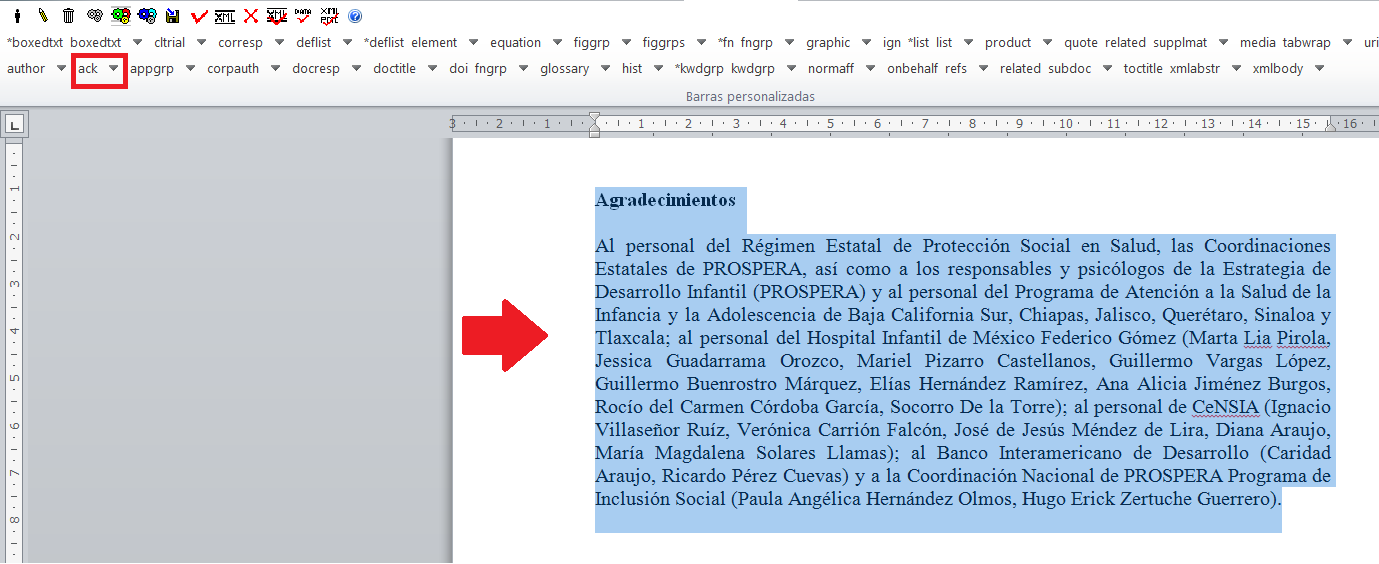 XML XML DATA XML PMC ?
*boxedtxt boxedtxt cltrial corresp deflist *deflist element equation figgrp figgrps *fn fngrp graphic ign *list list product quote related supplmat media tabwrap uri
author ack appgrp corpauth docresp doctitle doi fngrp glossary hist *kwdgrp kwdgrp normaff onbehalf refs related subdoc toctitle xmlabstr xmlbody
Barras personalizadas
L 3 2 1 1 2 3 4 5 6 7 8 9 10 11 12 13 14 15 16
1
2
3
4
5
6
7
8
Agradecimientos
Al personal del Régimen Estatal de Protección Social en Salud, las Coordinaciones
Estatales de PROSPERA, así como a los responsables y psicólogos de la Estrategia de
Desarrollo Infantil (PROSPERA) y al personal del Programa de Atención a la Salud de la
Infancia y la Adolescencia de Baja California Sur, Chiapas, Jalisco, Querétaro, Sinaloa y
Tlaxcala; al personal del Hospital Infantil de México Federico Gómez (Marta Lia Pirola,
Jessica Guadarrama Orozco, Mariel Pizarro Castellanos, Guillermo Vargas López,
Guillermo Buenrostro Márquez, Elías Hernández Ramírez, Ana Alicia Jiménez Burgos,
Rocío del Carmen Córdoba García, Socorro De la Torre); al personal de CeNSIA (Ignacio
Villaseñor Ruíz, Verónica Carrión Falcón, José de Jesús Méndez de Lira, Diana Araujo,
María Magdalena Solares Llamas); al Banco Interamericano de Desarrollo (Caridad
Araujo, Ricardo Pérez Cuevas) y a la Coordinación Nacional de PROSPERA Programa de
Inclusión Social (Paula Angélica Hernández Olmos, Hugo Erick Zertuche Guerrero).